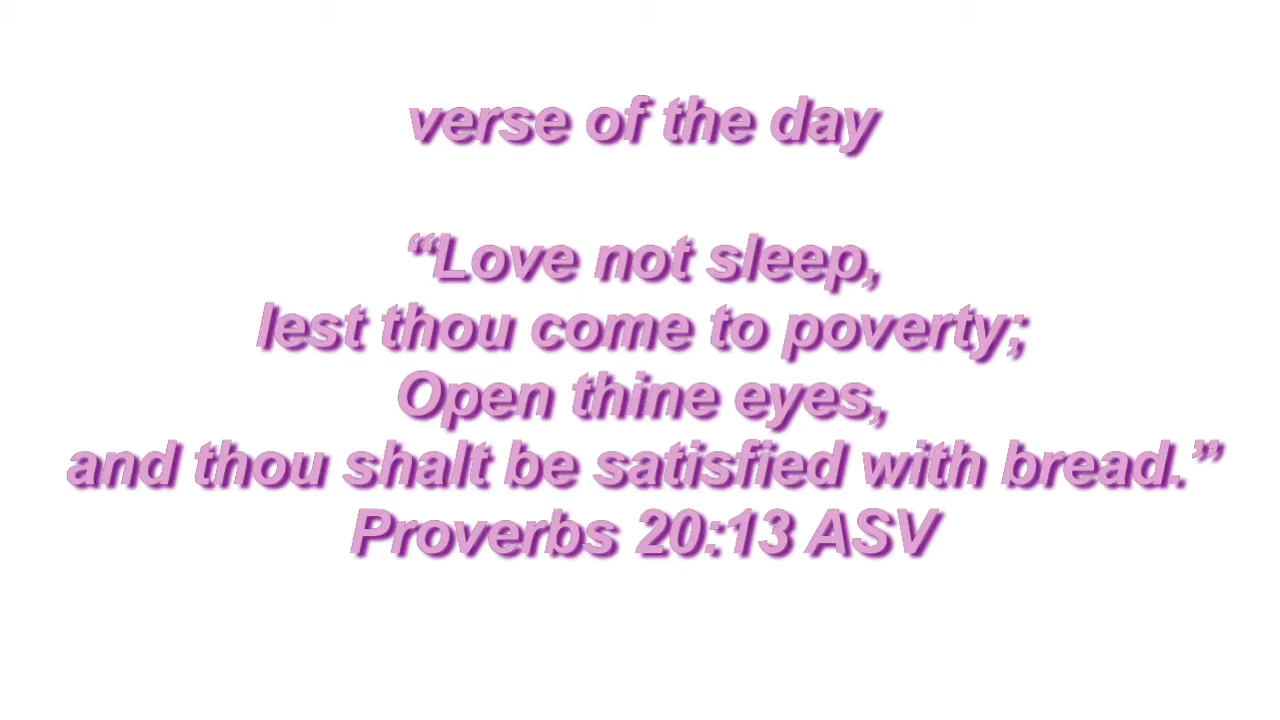 verse of the day
“Love not sleep,
lest thou come to poverty;
Open thine eyes,
and thou shalt be satisfied with bread.”
Proverbs 20:13 ASV